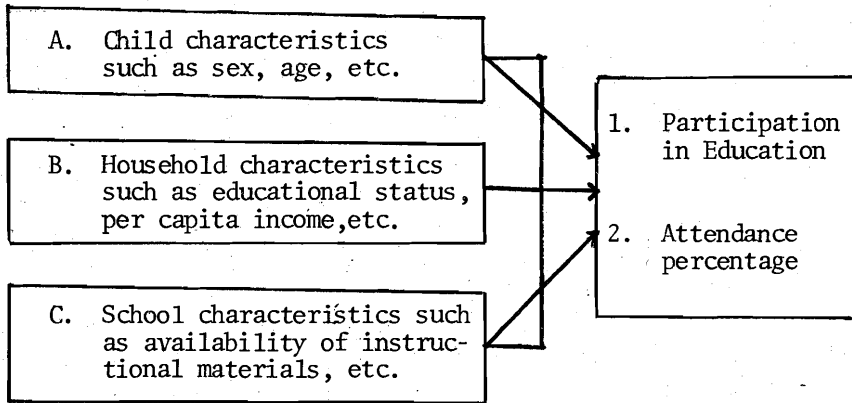 A. Child characteristics
such as sex, age, etc.
B. Household characteristics
such as educational status,
per capita income,etc.
C. School characteristics such
as availability of instruc-
tional materials, etc.
1. Participation
in Education
2. Attendance
percentage